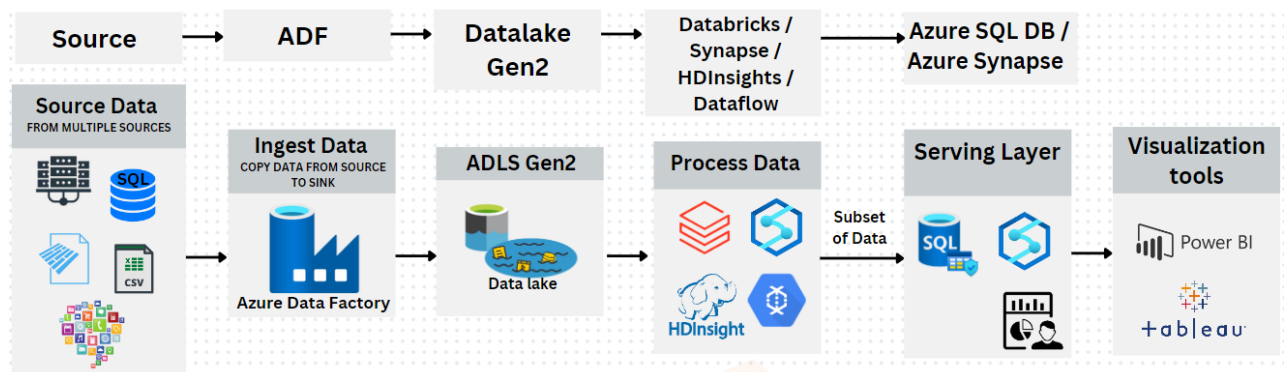 Source
ADF
Datalake
Gen2
Databricks /
Synapse /
HDInsights /
Dataflow
Azure SQL DB /
Azure Synapse
Source Data
FROM MULTIPLE SOURCES
SQL
CSV
Ingest Data
COPY DATA FROM SOURCE
TO SINK
Azure Data Factory
ADLS Gen2
Data lake
Process Data
HDInsight
Subset
of Data
Serving Layer
SQL
Visualization
tools
Power BI
+ableau